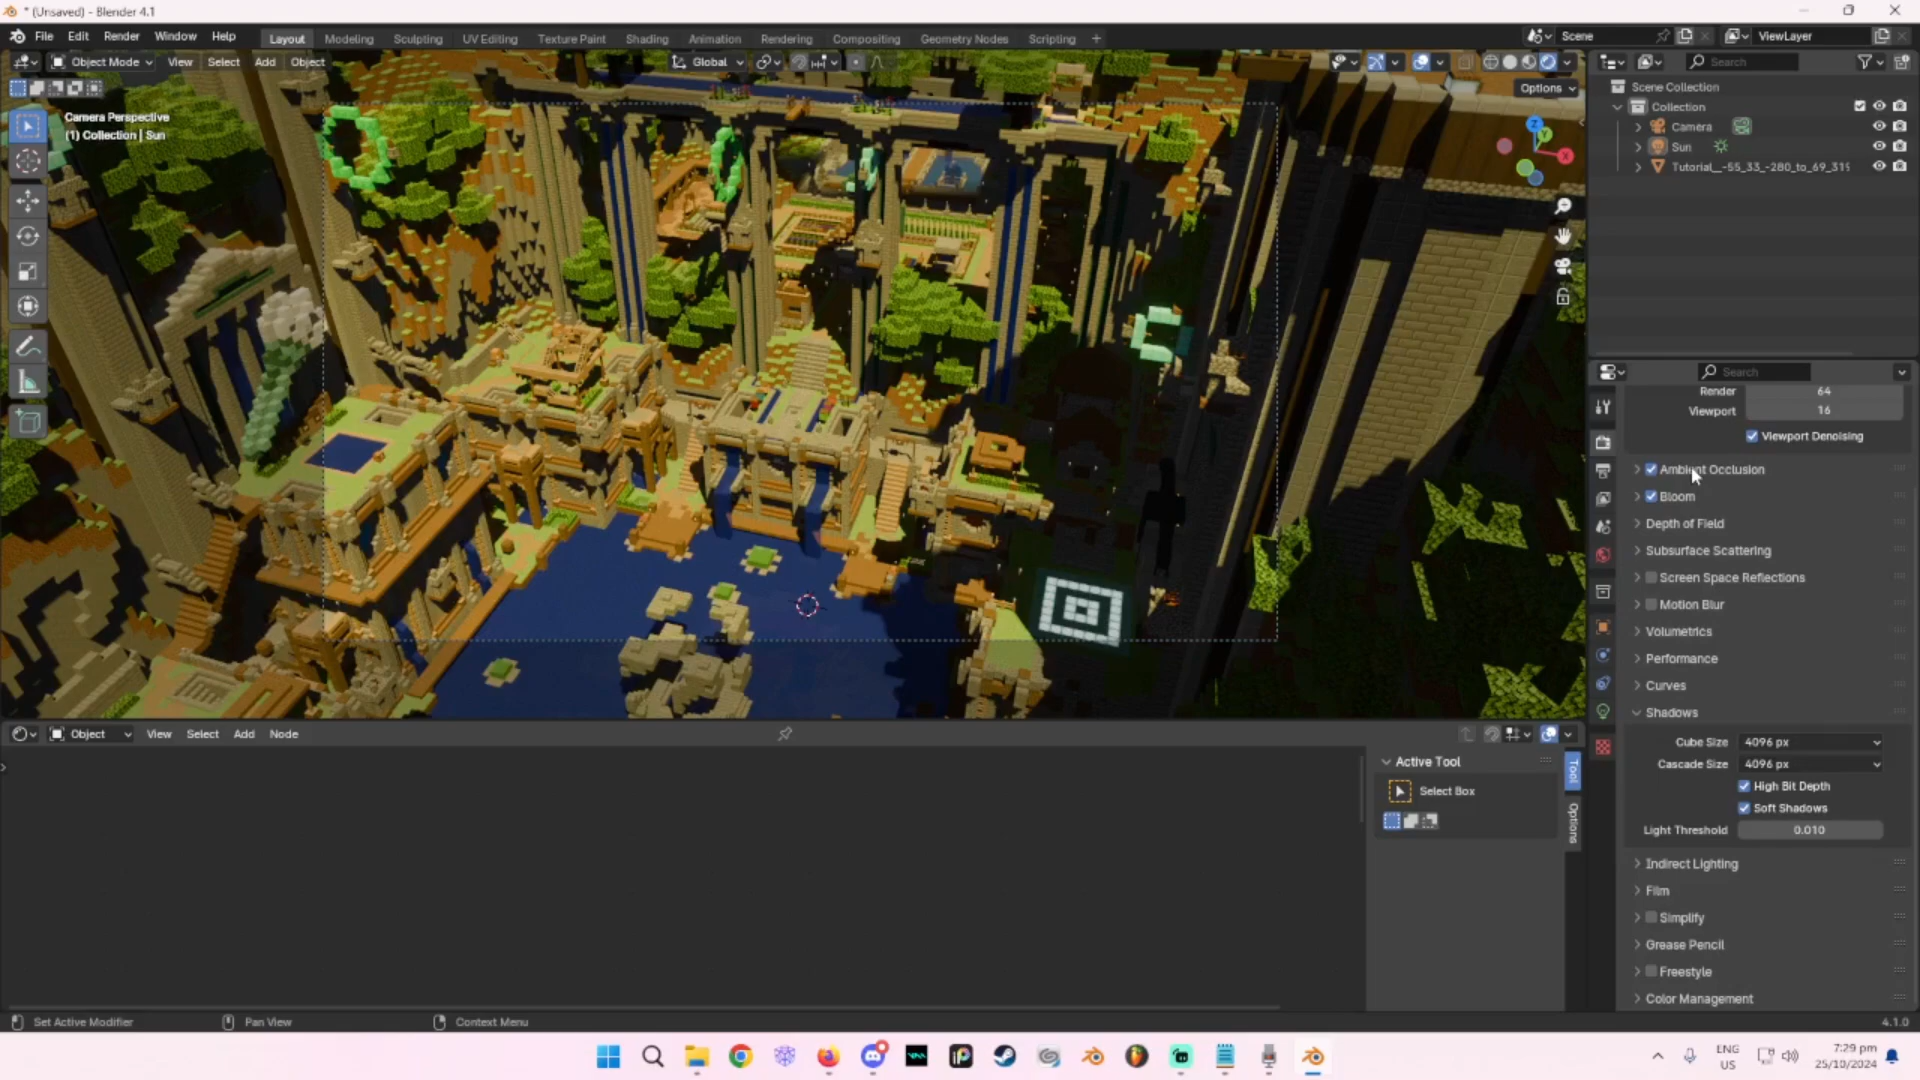 * (Unsaved) - Blender 4.1
File Edit Render Window Help
Layout Modeling Sculpting UV Editing Texture Paint Shading Animation Rendering Compositing Geometry Nodes Scripting +
Scene
ViewLayer
Object Mode View Select Add Object
Global
Search
Options
Camera Perspective
(1) Collection | Sun
Scene Collection
Collection
Camera
Sun
Tutorial__-55_33_-280_to_69_319
Z
Y
X
Search
Render 64
Viewport 16
Viewport Denoising
Ambient Occlusion
Bloom
Depth of Field
Subsurface Scattering
Screen Space Reflections
Motion Blur
Volumetrics
Performance
Curves
Shadows
Cube Size 4096 px
Cascade Size 4096 px
High Bit Depth
Soft Shadows
Light Threshold 0.010
Indirect Lighting
Film
Simplify
Grease Pencil
Freestyle
Color Management
Object View Select Add Node
Active Tool
Select Box
Tool
Options
Set Active Modifier
Pan View
Context Menu
4.1.0
ENG
US
7:29 pm
25/10/2024